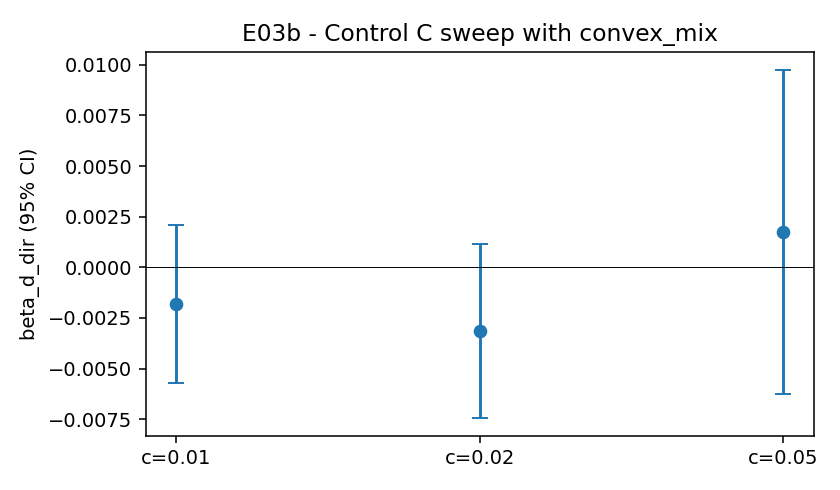 E03b - Control C sweep with convex_mix
beta_d_dir (95% CI)
0.0100
0.0075
0.0050
0.0025
0.0000
−0.0025
−0.0050
−0.0075
c=0.01
c=0.02
c=0.05